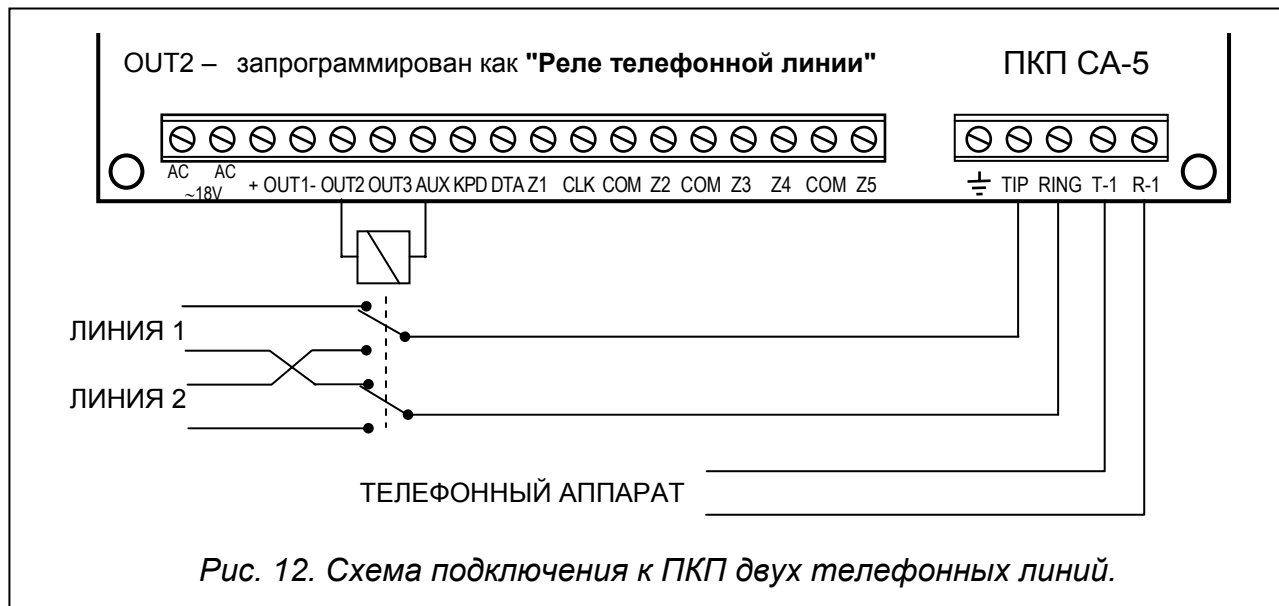 OUT2 – запрограммирован как "Реле телефонной линии" ПКП СА-5
AC AC
~18V
+ OUT1- OUT2 OUT3 AUX KPD DTA Z1 CLK COM Z2 COM Z3 Z4 COM Z5 TIP RING T-1 R-1
ЛИНИЯ 1
ЛИНИЯ 2
ТЕЛЕФОННЫЙ АППАРАТ
Рис. 12. Схема подключения к ПКП двух телефонных линий.